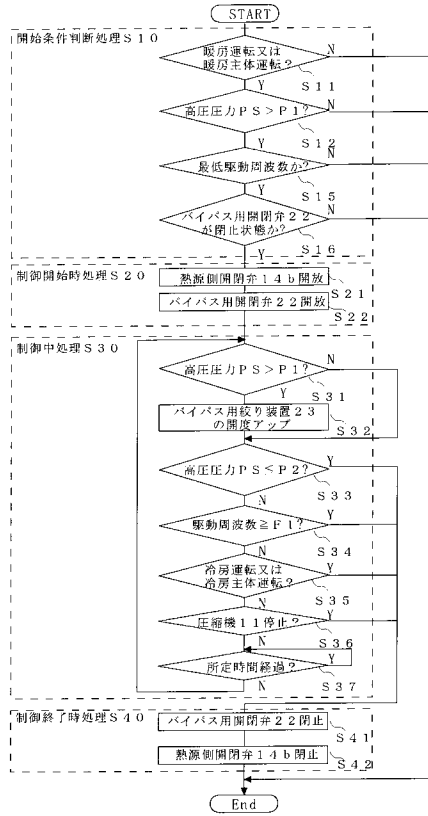 START
開始条件判断処理Ｓ１０
暖房運転又は
暖房主体運転？
N
Ｓ１１
Y
高圧圧力ＰＳ＞Ｐ１？
N
Ｓ１２
Y
最低駆動周波数か？
N
Ｓ１５
Y
バイパス用開閉弁２２
が閉止状態か？
N
Ｓ１６
Y
制御開始時処理Ｓ２０
熱源側開閉弁１４ｂ開放
Ｓ２１
バイパス用開閉弁２２開放
Ｓ２２
制御中処理Ｓ３０
高圧圧力ＰＳ＞Ｐ１？
N
Ｓ３１
Y
バイパス用絞り装置２３
の開度アップ
Ｓ３２
高圧圧力ＰＳ≦Ｐ２？
Y
Ｓ３３
N
駆動周波数≧Ｆ１？
Y
Ｓ３４
N
冷房運転又は
冷房主体運転？
Y
Ｓ３５
N
圧縮機１１停止？
Y
Ｓ３６
N
所定時間経過？
Y
Ｓ３７
N
制御終了時処理Ｓ４０
バイパス用開閉弁２２閉止
Ｓ４１
熱源側開閉弁１４ｂ閉止
Ｓ４２
End